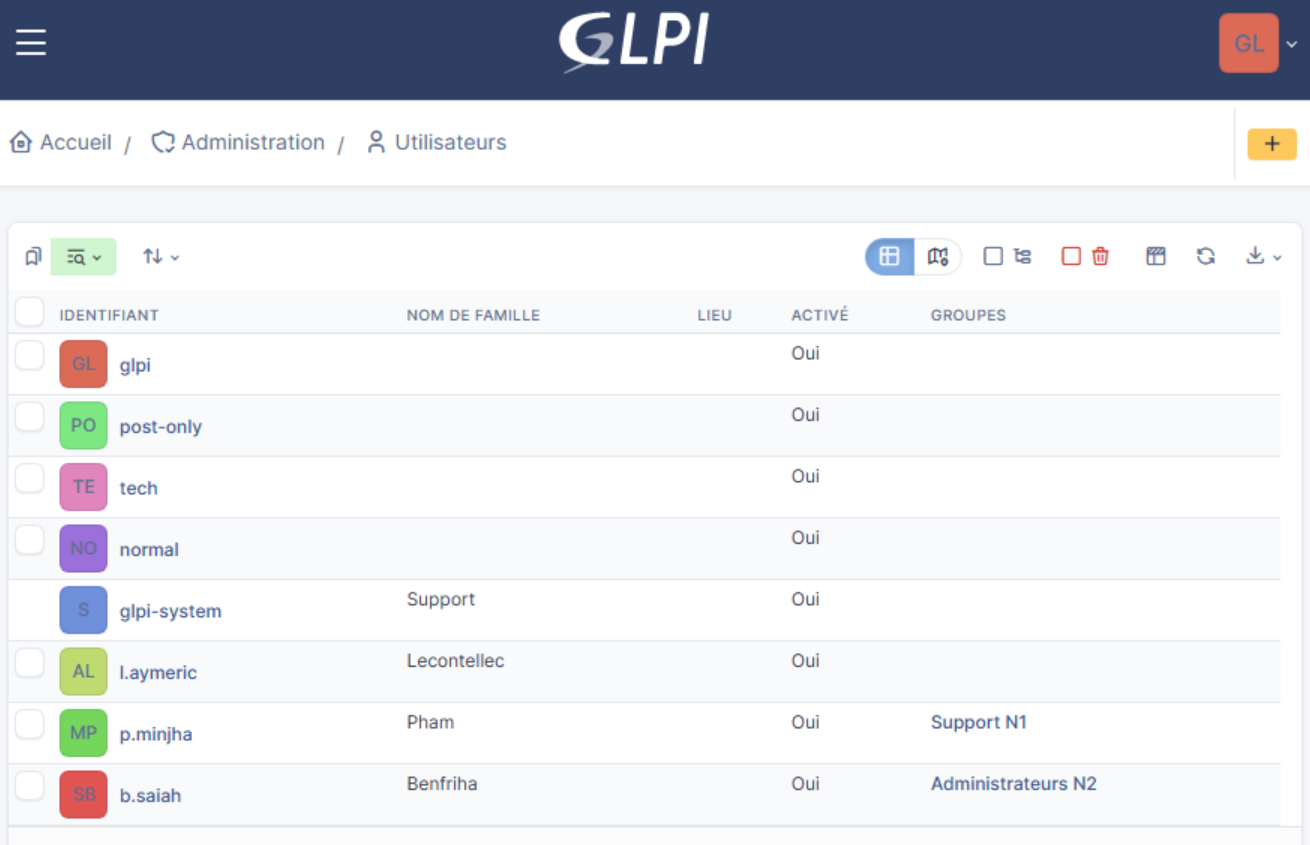 GLPI
GL
Accueil / Administration / Utilisateurs
+
IDENTIFIANT NOM DE FAMILLE LIEU ACTIVÉ GROUPES
GL glpi Oui
PO post-only Oui
TE tech Oui
NO normal Oui
S glpi-system Support Oui
AL l.aymeric Lecontellec Oui
MP p.minjha Pham Oui Support N1
SB b.saiah Benfriha Oui Administrateurs N2